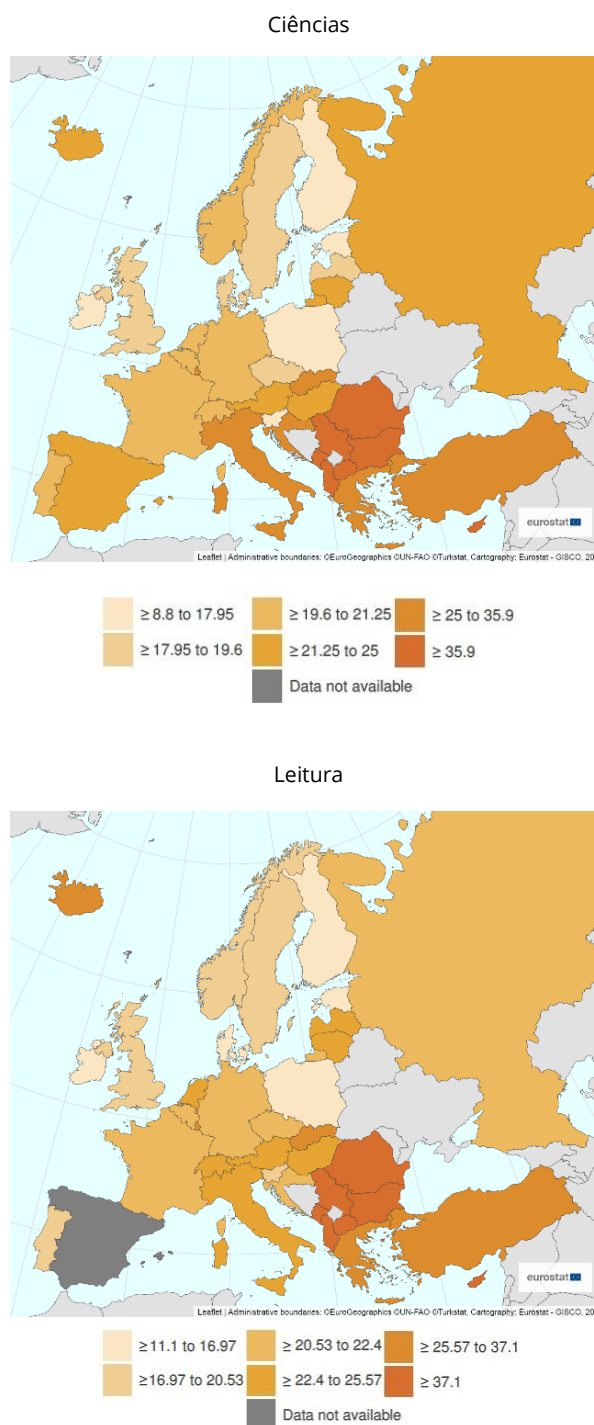 Ciências
eurostat
Leaflet | Administrative boundaries: ©EuroGeographics ©UN-FAO ©Turkstat, Cartography: Eurostat - GISCO, 20
≥ 8.8 to 17.95
≥ 19.6 to 21.25
≥ 25 to 35.9
≥ 17.95 to 19.6
≥ 21.25 to 25
≥ 35.9
Data not available
Leitura
eurostat
Leaflet | Administrative boundaries: ©EuroGeographics ©UN-FAO ©Turkstat, Cartography: Eurostat - GISCO, 20
≥ 11.1 to 16.97
≥ 20.53 to 22.4
≥ 25.57 to 37.1
≥16.97 to 20.53
≥ 22.4 to 25.57
≥ 37.1
Data not available